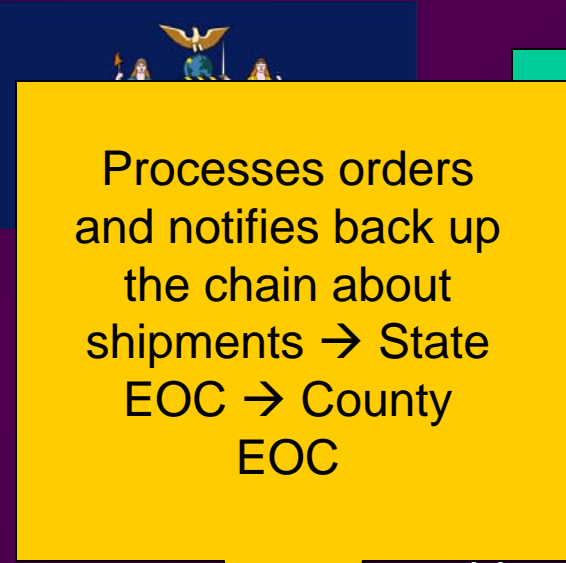 Processes orders
and notifies back up
the chain about
shipments → State
EOC → County
EOC